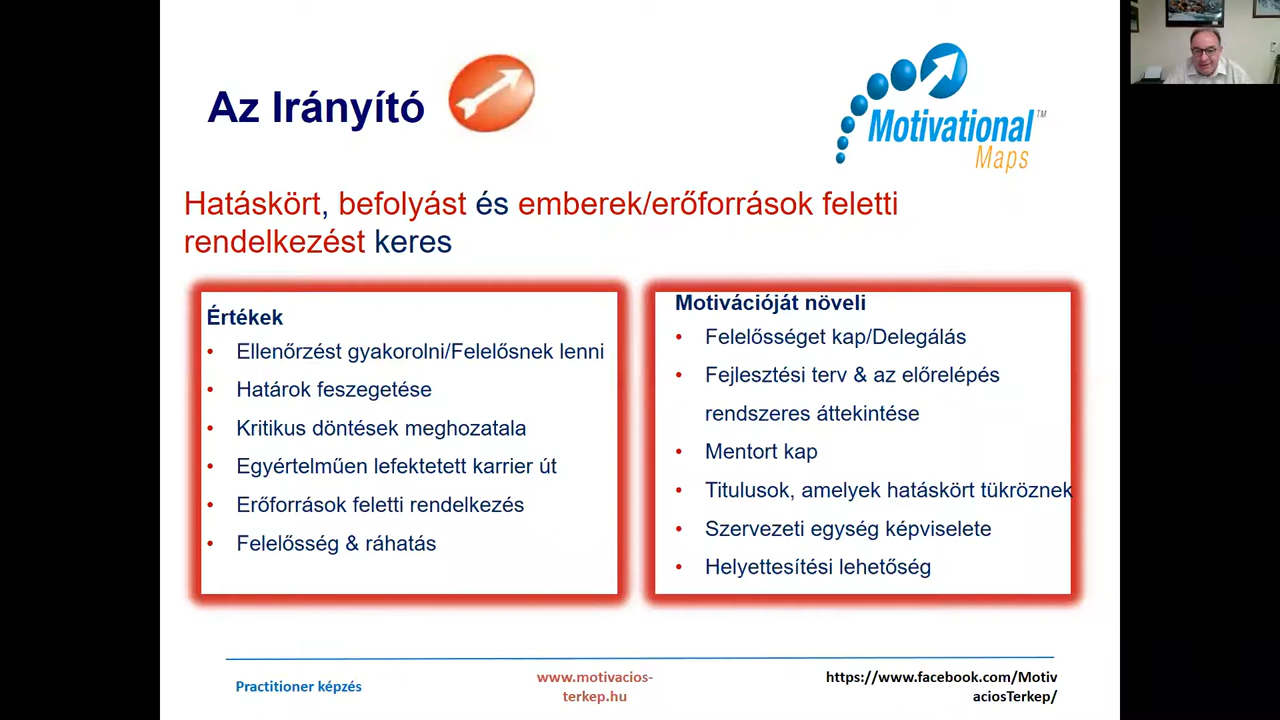 Az Irányító
Motivational™
Maps
Hatáskört, befolyást és emberek/erőforrások feletti
rendelkezést keres
Értékek
• Ellenőrzést gyakorolni/Felelősnek lenni
• Határok feszegetése
• Kritikus döntések meghozatala
• Egyértelműen lefektetett karrier út
• Erőforrások feletti rendelkezés
• Felelősség & ráhatás
Motivációját növeli
• Felelősséget kap/Delegálás
• Fejlesztési terv & az előrelépés
rendszeres áttekintése
• Mentort kap
• Titulusok, amelyek hatáskört tükröznek
• Szervezeti egység képviselete
• Helyettesítési lehetőség
Practitioner képzés
www.motivacios-
terkep.hu
https://www.facebook.com/Motiv
aciosTerkep/